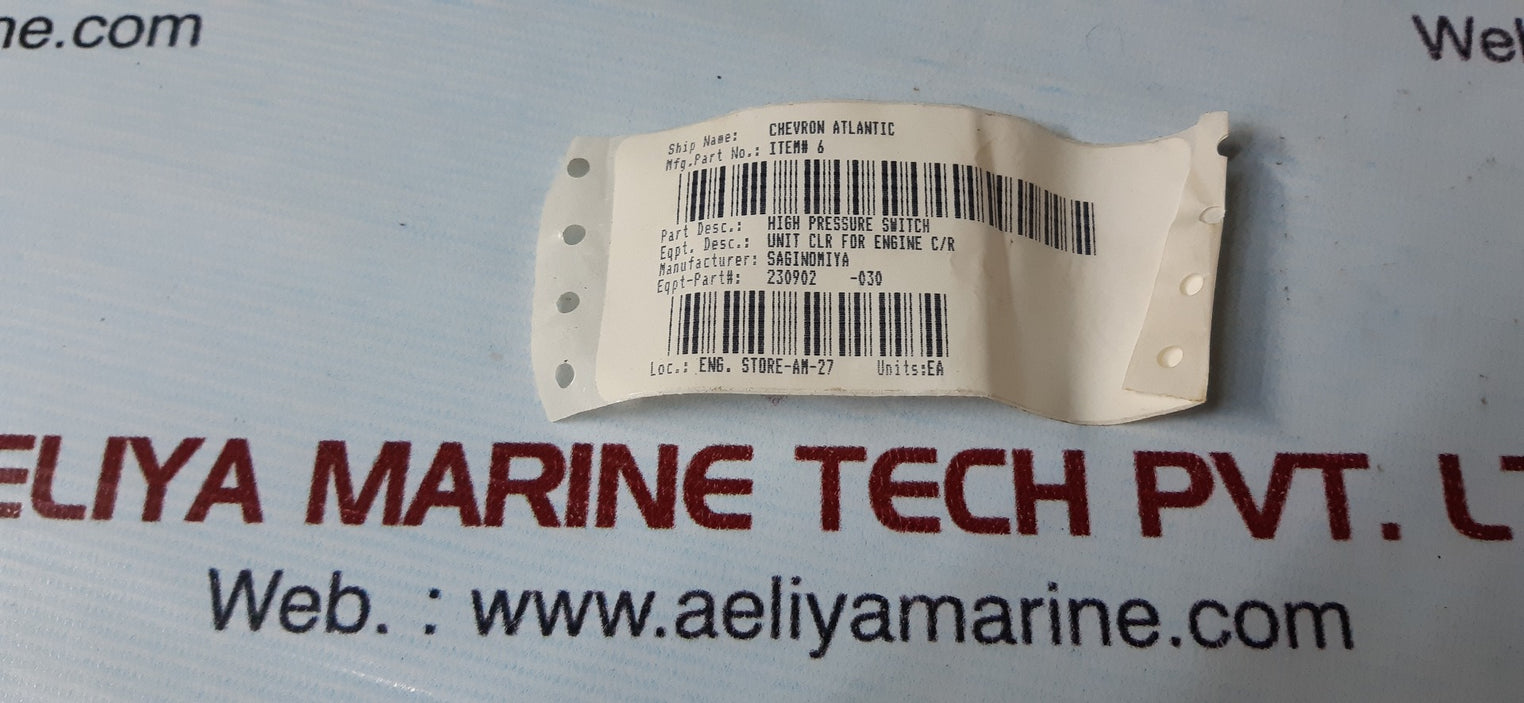 ne.com
Web
Ship Name: CHEVRON ATLANTIC
Mfg.Part No.: ITEM# 6
Part Desc.: HIGH PRESSURE SWITCH
Eqpt. Desc.: UNIT CLR FOR ENGINE C/R
Manufacturer: SAGINOMIYA
Eqpt-Part#: 230902 -030
Loc.: ENG. STORE-AM-27 Units:EA
ELIYA MARINE TECH PVT. LT
Web. : www.aeliyamarine.com